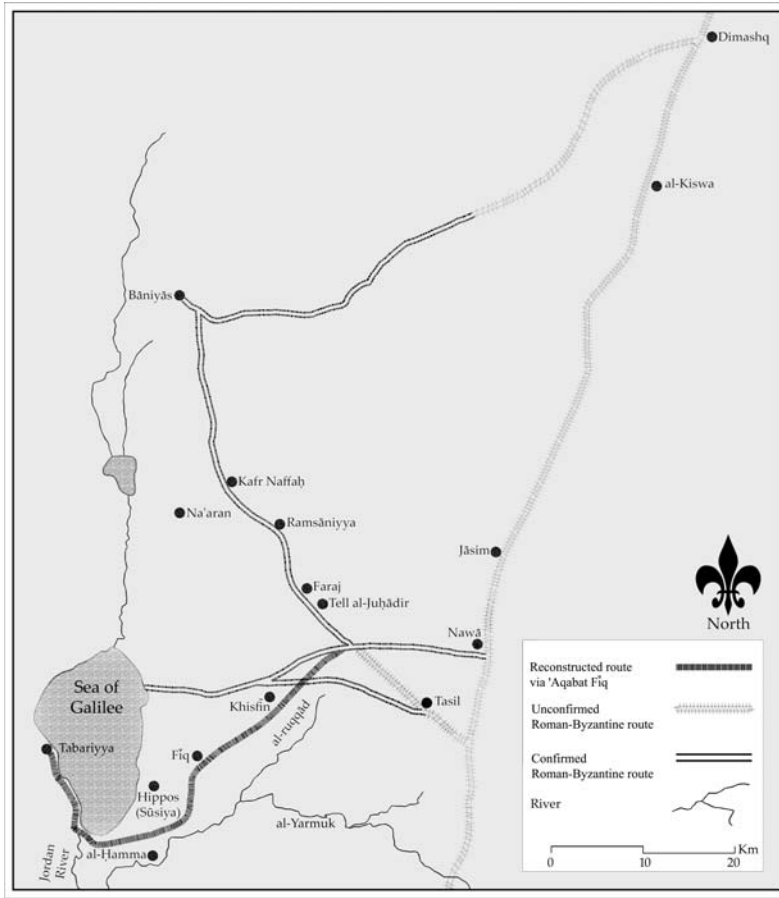 Dimashq
al-Kiswa
Bāniyās
Kafr Naffaḥ
Na'aran
Ramsāniyya
Jāsim
Faraj
Tell al-Juḥādir
North
Nawā
Sea of
Galilee
Khisfīn
Tasil
al-ruqqād
Tabariyya
Fīq
Hippos
(Sūsiya)
al-Yarmuk
al-Ḥamma
Jordan
River
Reconstructed route
via 'Aqabat Fīq
Unconfirmed
Roman-Byzantine route
Confirmed
Roman-Byzantine route
River
Km
0 10 20